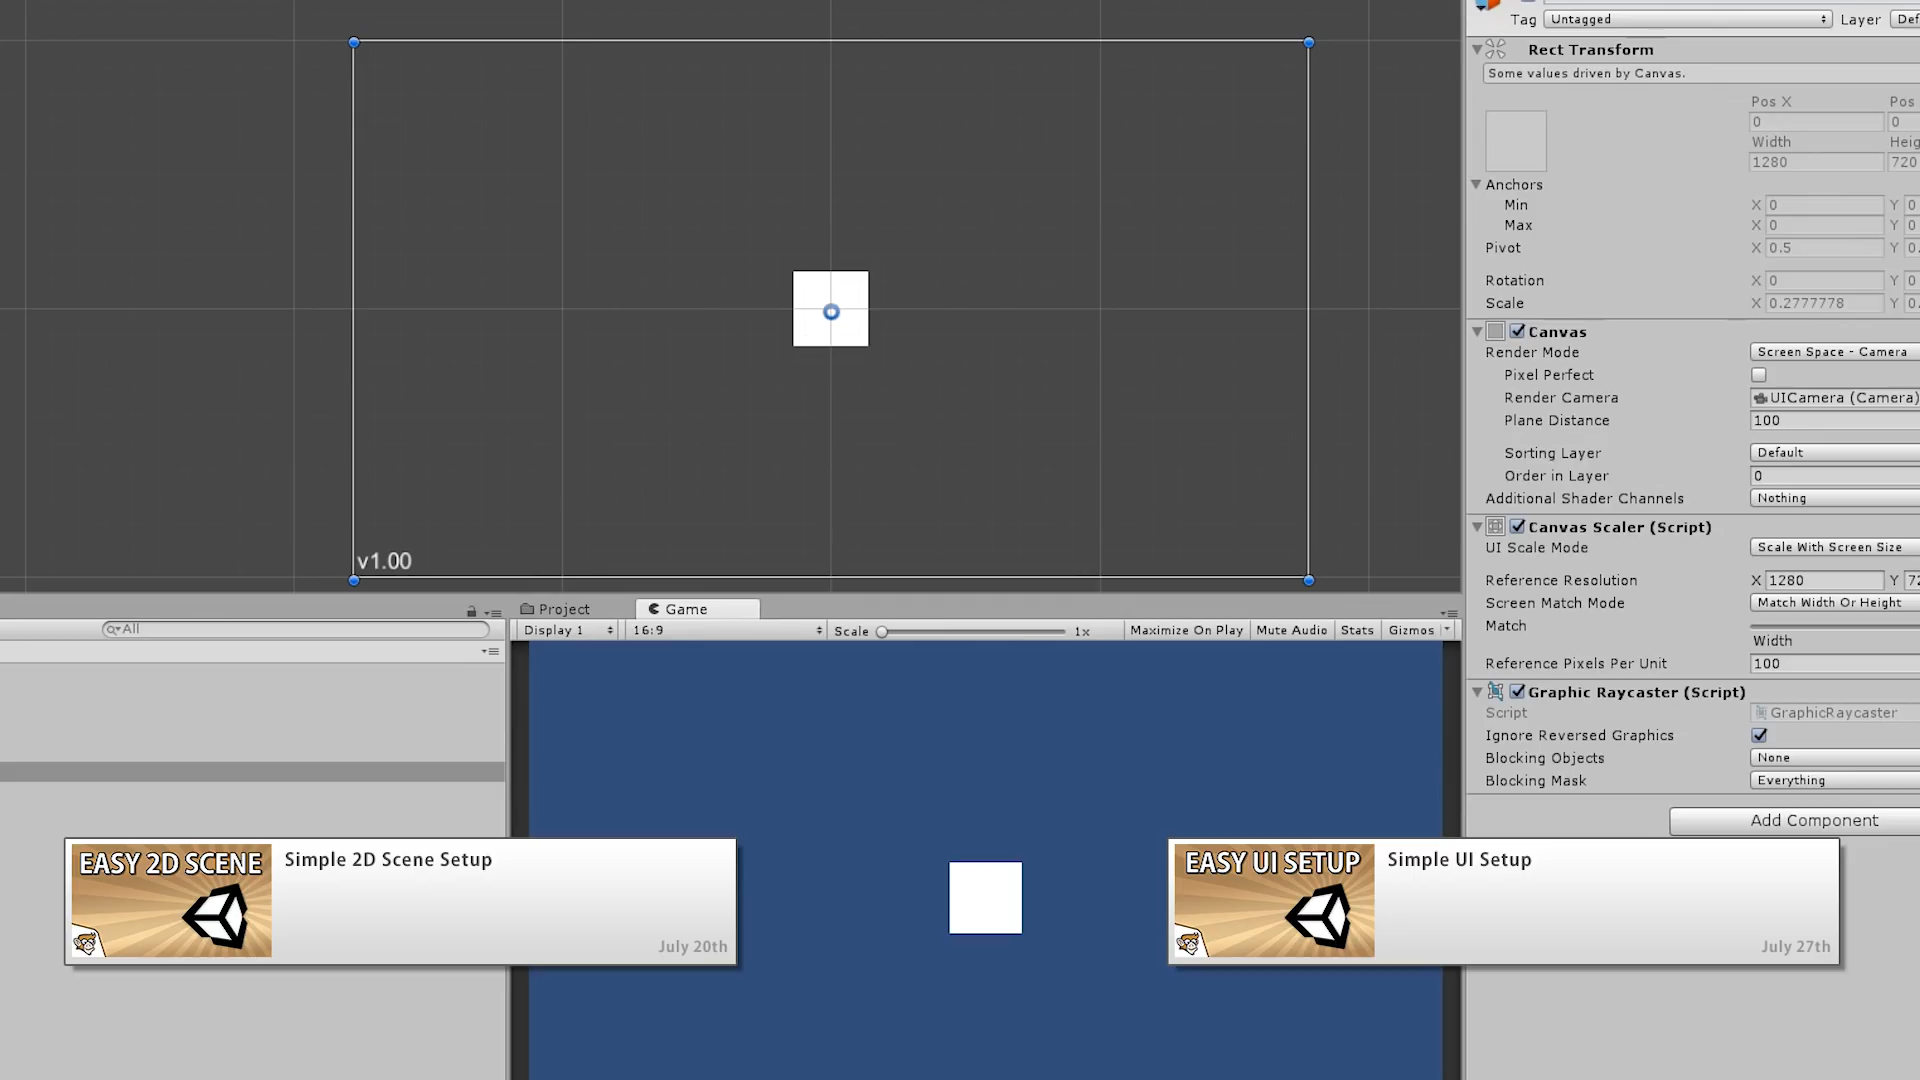 Tag Untagged Layer Def
Rect Transform
Some values driven by Canvas.
Pos X Pos
0 0
Width Heig
1280 720
Anchors
Min X 0 Y 0
Max X 0 Y 0
Pivot X 0.5 Y 0.
Rotation X 0 Y 0
Scale X 0.2777778 Y 0.
Canvas
Render Mode Screen Space - Camera
Pixel Perfect
Render Camera UICamera (Camera)
Plane Distance 100
Sorting Layer Default
Order in Layer 0
Additional Shader Channels Nothing
Canvas Scaler (Script)
UI Scale Mode Scale With Screen Size
Reference Resolution X 1280 Y 72
Screen Match Mode Match Width Or Height
Match
Width
Reference Pixels Per Unit 100
Graphic Raycaster (Script)
Script GraphicRaycaster
Ignore Reversed Graphics
Blocking Objects None
Blocking Mask Everything
Add Component
v1.00
Project Game
All
Display 1 16:9 Scale 1x Maximize On Play Mute Audio Stats Gizmos
EASY 2D SCENE
Simple 2D Scene Setup
July 20th
EASY UI SETUP
Simple UI Setup
July 27th